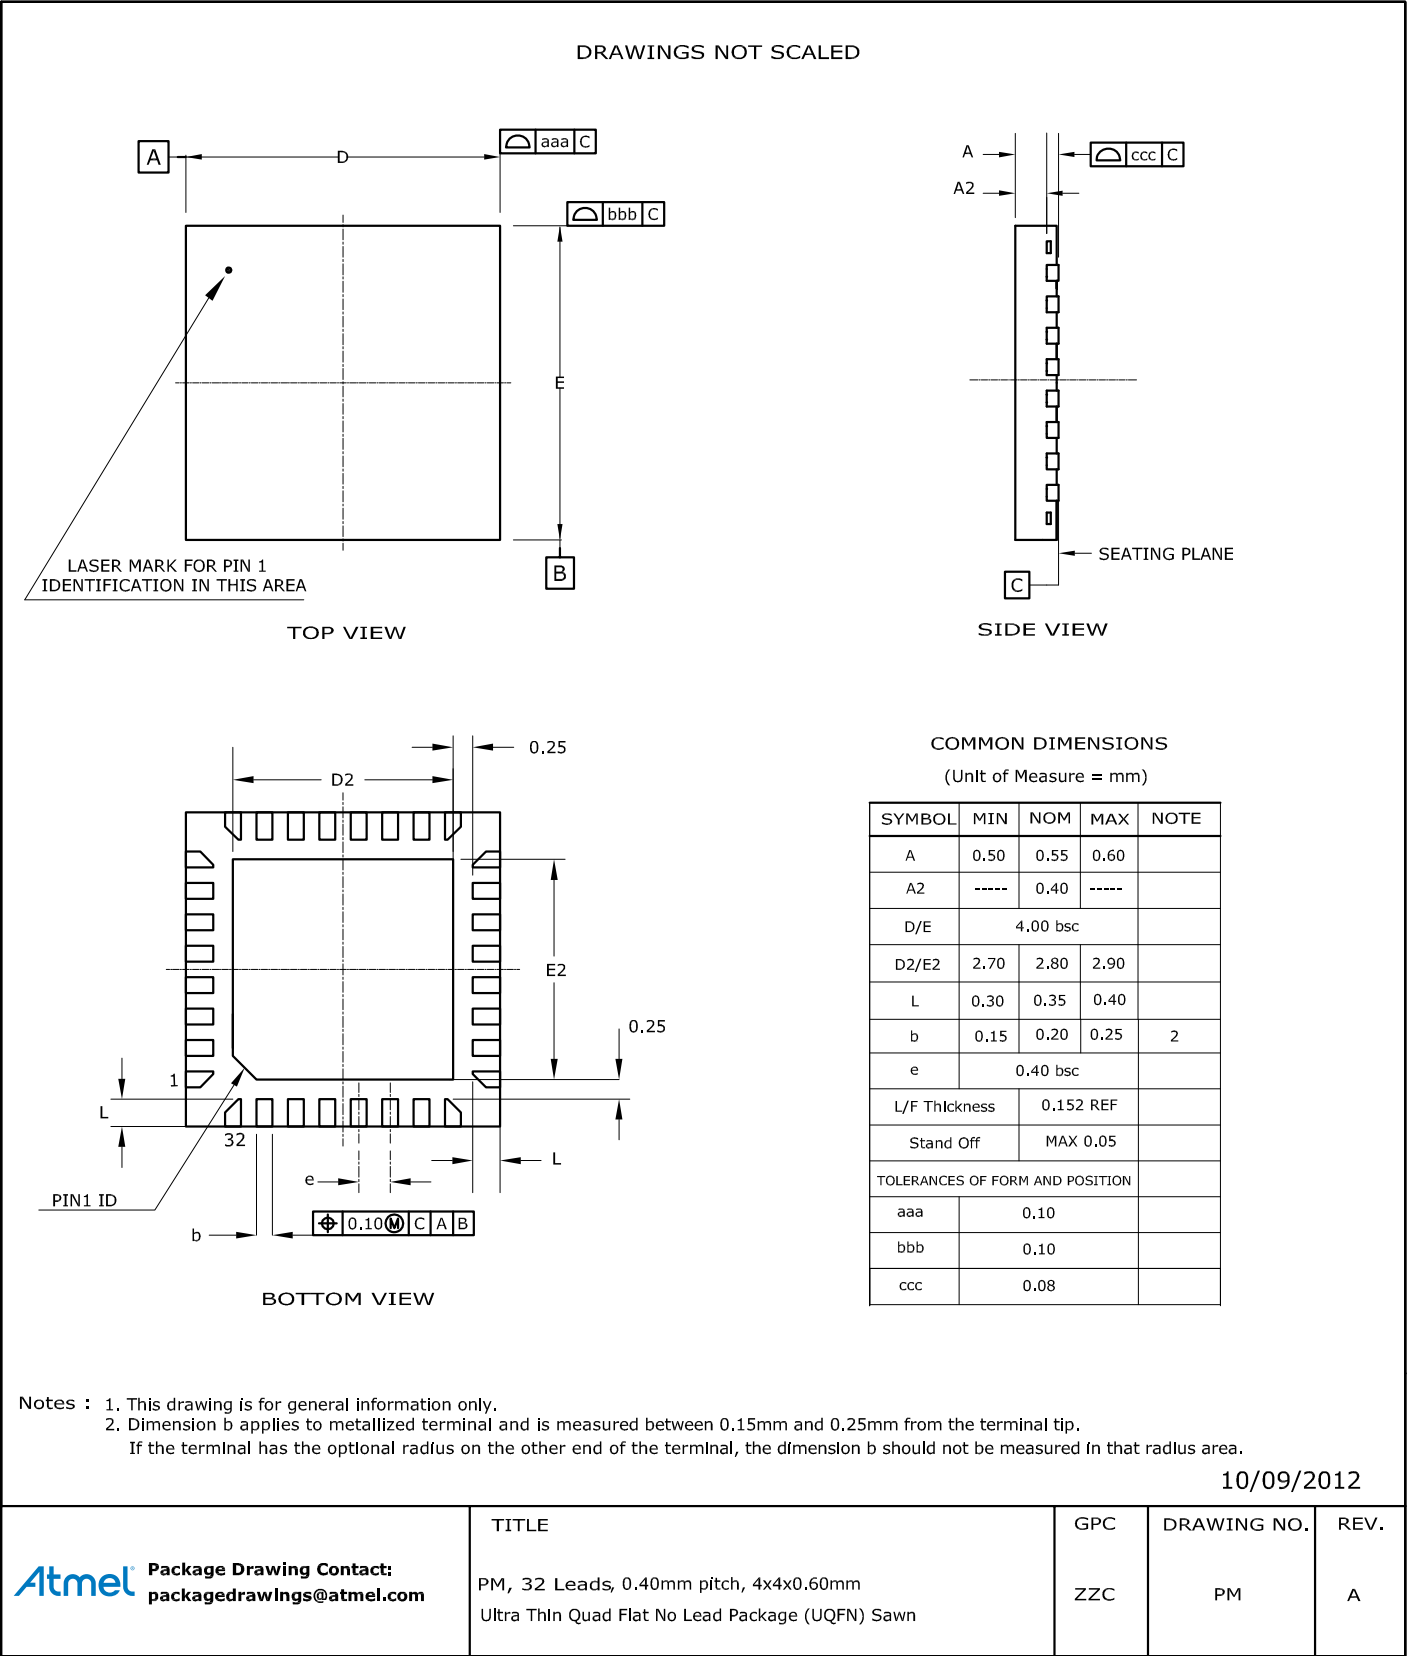 DRAWINGS NOT SCALED
A
D
aaa C
bbb C
E
B
LASER MARK FOR PIN 1
IDENTIFICATION IN THIS AREA
TOP VIEW
A
ccc C
A2
SEATING PLANE
C
SIDE VIEW
0.25
D2
E2
0.25
1
L
32
L
e
PIN1 ID
0.10 M C A B
b
BOTTOM VIEW
COMMON DIMENSIONS
(Unit of Measure = mm)
SYMBOL MIN NOM MAX NOTE
A 0.50 0.55 0.60
A2 ----- 0.40 -----
D/E 4.00 bsc
D2/E2 2.70 2.80 2.90
L 0.30 0.35 0.40
b 0.15 0.20 0.25 2
e 0.40 bsc
L/F Thickness 0.152 REF
Stand Off MAX 0.05
TOLERANCES OF FORM AND POSITION
aaa 0.10
bbb 0.10
ccc 0.08
Notes : 1. This drawing is for general information only.
2. Dimension b applies to metallized terminal and is measured between 0.15mm and 0.25mm from the terminal tip.
If the terminal has the optional radius on the other end of the terminal, the dimension b should not be measured in that radius area.
10/09/2012
Atmel
Package Drawing Contact:
packagedrawings@atmel.com
TITLE
PM, 32 Leads, 0.40mm pitch, 4x4x0.60mm
Ultra Thin Quad Flat No Lead Package (UQFN) Sawn
GPC
ZZC
DRAWING NO.
PM
REV.
A